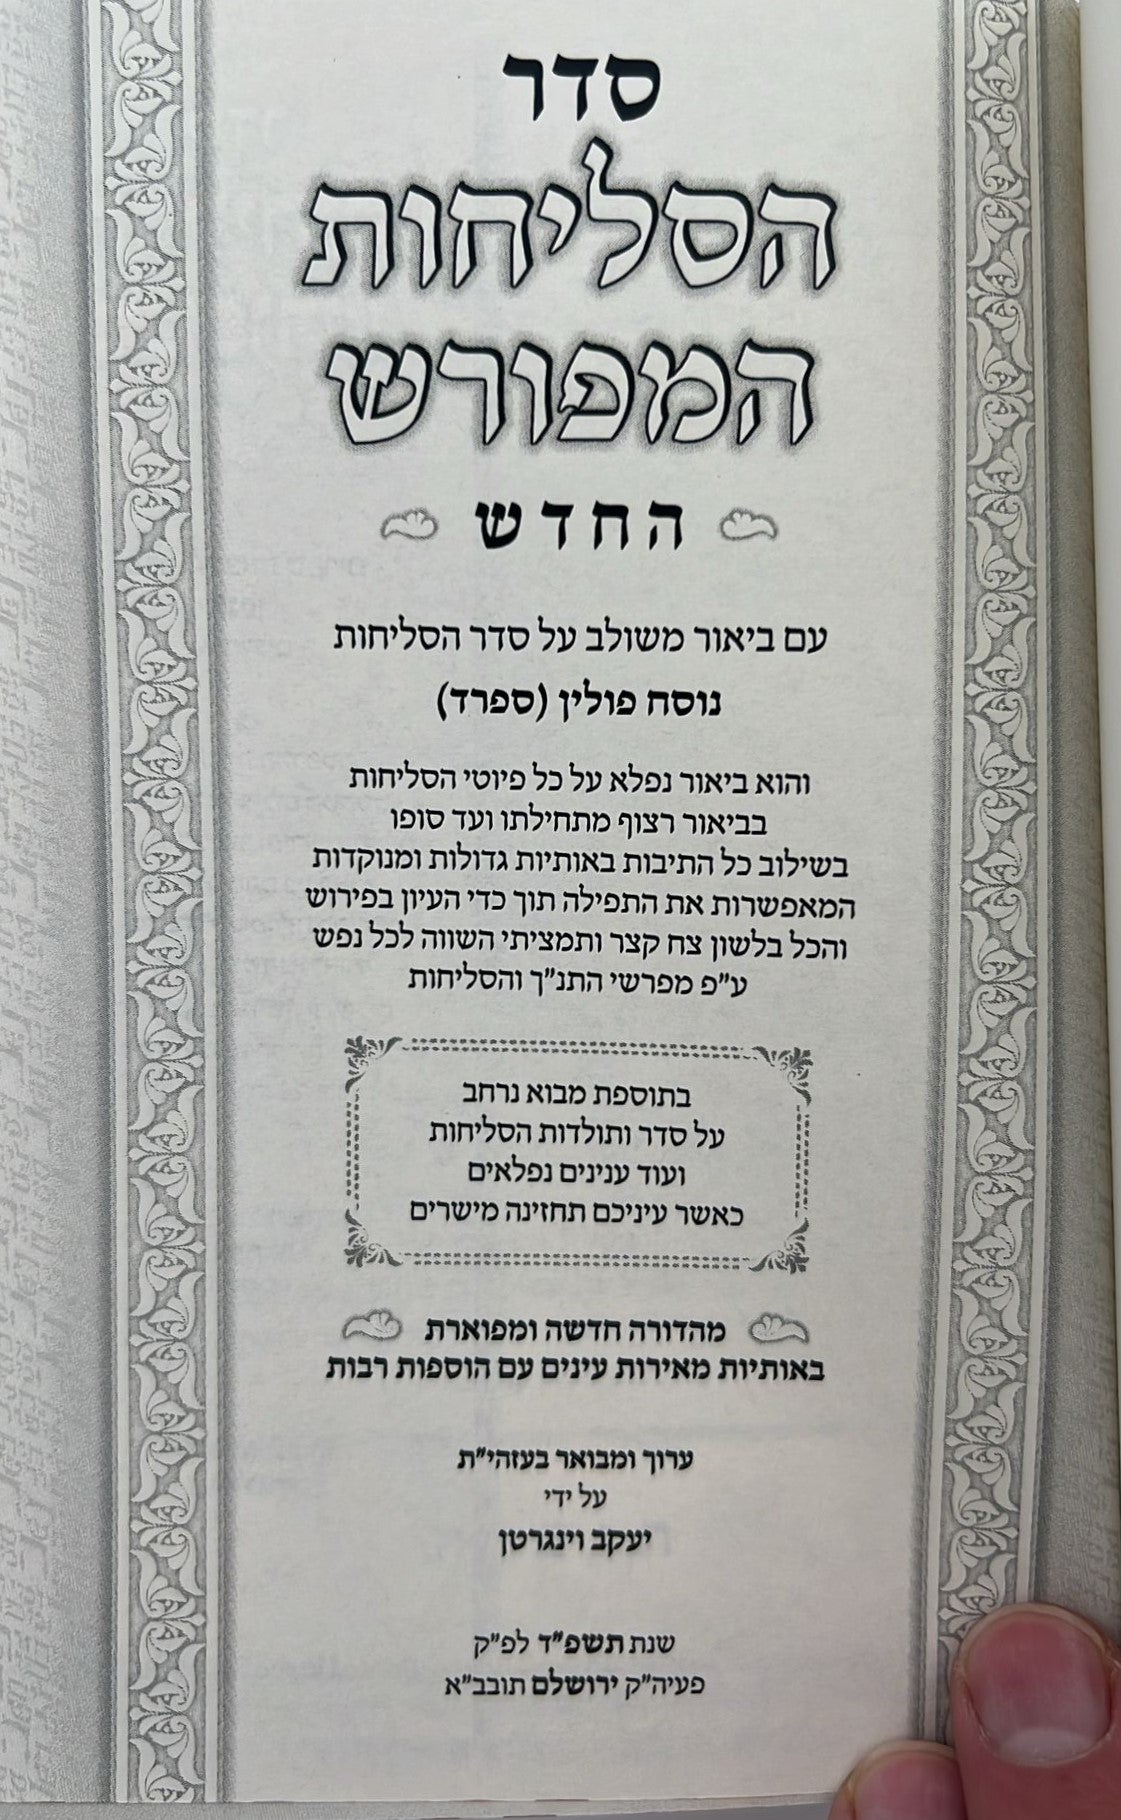 סדר
הסליחות
המפורש
החדש
עם ביאור משולב על סדר הסליחות
נוסח פולין (ספרד)
והוא ביאור נפלא על כל פיוטי הסליחות
בביאור רצוף מתחילתו ועד סופו
בשילוב כל התיבות באותיות גדולות ומנוקדות
המאפשרות את התפילה תוך כדי העיון בפירוש
והכל בלשון צח קצר ותמציתי השווה לכל נפש
ע"פ מפרשי התנ"ך והסליחות
בתוספת מבוא נרחב
על סדר ותולדות הסליחות
ועוד ענינים נפלאים
כאשר עיניכם תחזינה מישרים
מהדורה חדשה ומפוארת
באותיות מאירות עינים עם הוספות רבות
ערוך ומבואר בעזהי"ת
על ידי
יעקב וינגרטן
שנת תשפ"ד לפ"ק
פעיה"ק ירושלם תובב"א